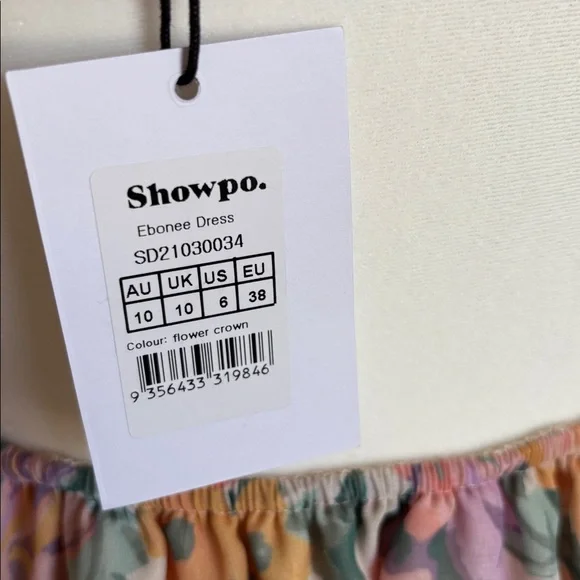 Showpo.
Ebonee Dress
SD21030034
AU UK US EU
10 10 6 38
Colour: flower crown
9 356433 319846